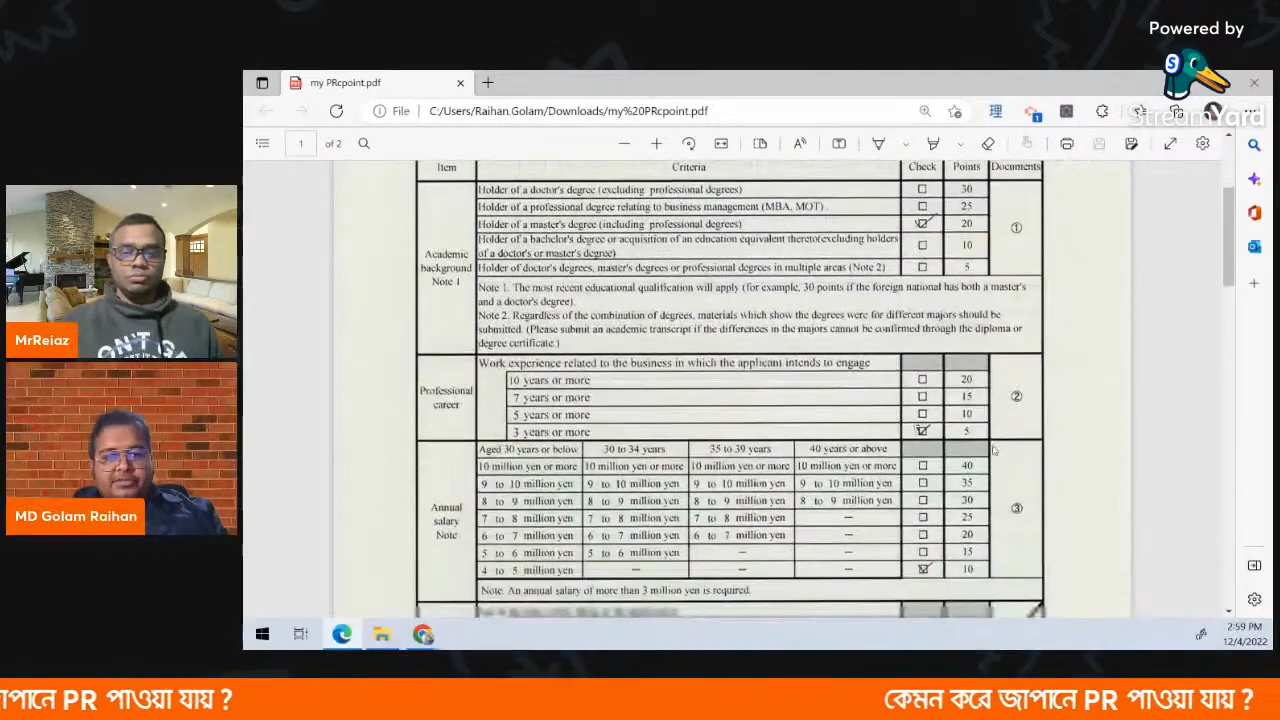 Powered by
S
StreamYard
my PRcpoint.pdf
File C:/Users/Raihan.Golam/Downloads/my%20PRcpoint.pdf
1 of 2
Item Criteria Check Points Documents
Academic background Note 1
Holder of a doctor's degree (excluding professional degrees) 30
Holder of a professional degree relating to business management (MBA, MOT) 25
Holder of a master's degree (including professional degrees) 20 ①
Holder of a bachelor's degree or acquisition of an education equivalent thereto(excluding holders
of a doctor's or master's degree) 10
Holder of doctor's degrees, master's degrees or professional degrees in multiple areas (Note 2) 5
Note 1. The most recent educational qualification will apply (for example, 30 points if the foreign national has both a master's
and a doctor's degree).
Note 2. Regardless of the combination of degrees, materials which show the degrees were for different majors should be
submitted. (Please submit an academic transcript if the differences in the majors cannot be confirmed through the diploma or
degree certificate.)
Professional career
Work experience related to the business in which the applicant intends to engage
10 years or more 20
7 years or more 15 ②
5 years or more 10
3 years or more 5
Annual salary Note
Aged 30 years or below 30 to 34 years 35 to 39 years 40 years or above
10 million yen or more 10 million yen or more 10 million yen or more 10 million yen or more 40
9 to 10 million yen 9 to 10 million yen 9 to 10 million yen 9 to 10 million yen 35
8 to 9 million yen 8 to 9 million yen 8 to 9 million yen 8 to 9 million yen 30 ③
7 to 8 million yen 7 to 8 million yen 7 to 8 million yen — 25
6 to 7 million yen 6 to 7 million yen 6 to 7 million yen — 20
5 to 6 million yen 5 to 6 million yen — — 15
4 to 5 million yen — — — 10
Note. An annual salary of more than 3 million yen is required.
MrReiaz
MD Golam Raihan
2:59 PM
12/4/2022
জাপানে PR পাওয়া যায় ? কেমন করে জাপানে PR পাওয়া যায় ?